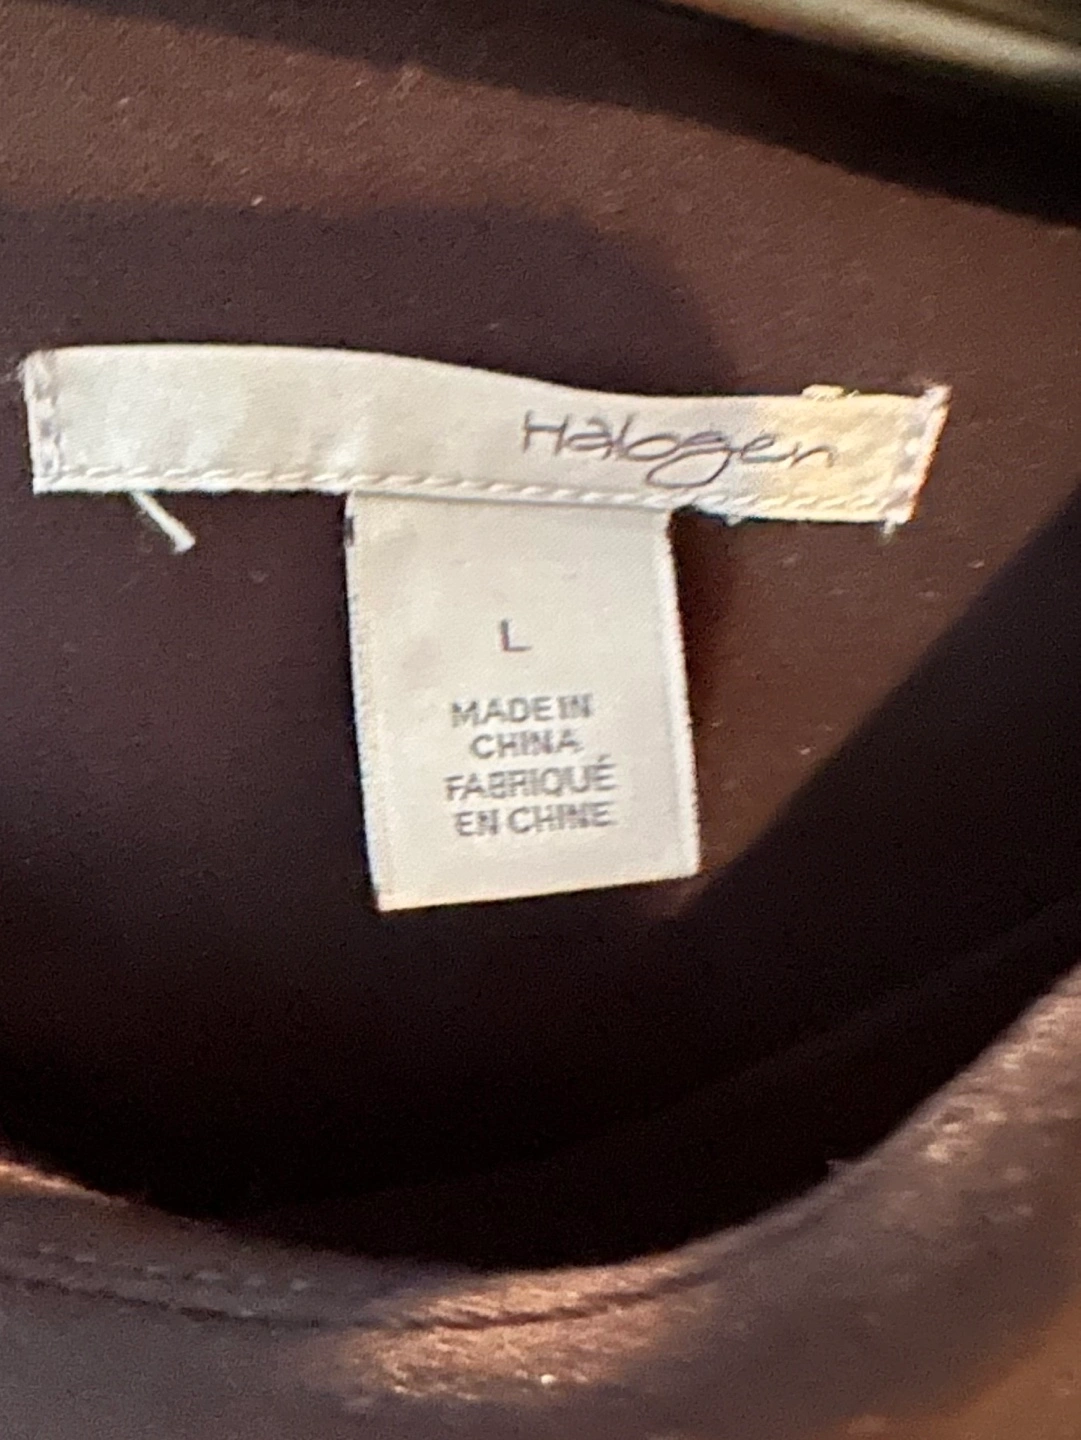 Halogen
L
MADE IN
CHINA
FABRIQUÉ
EN CHINE